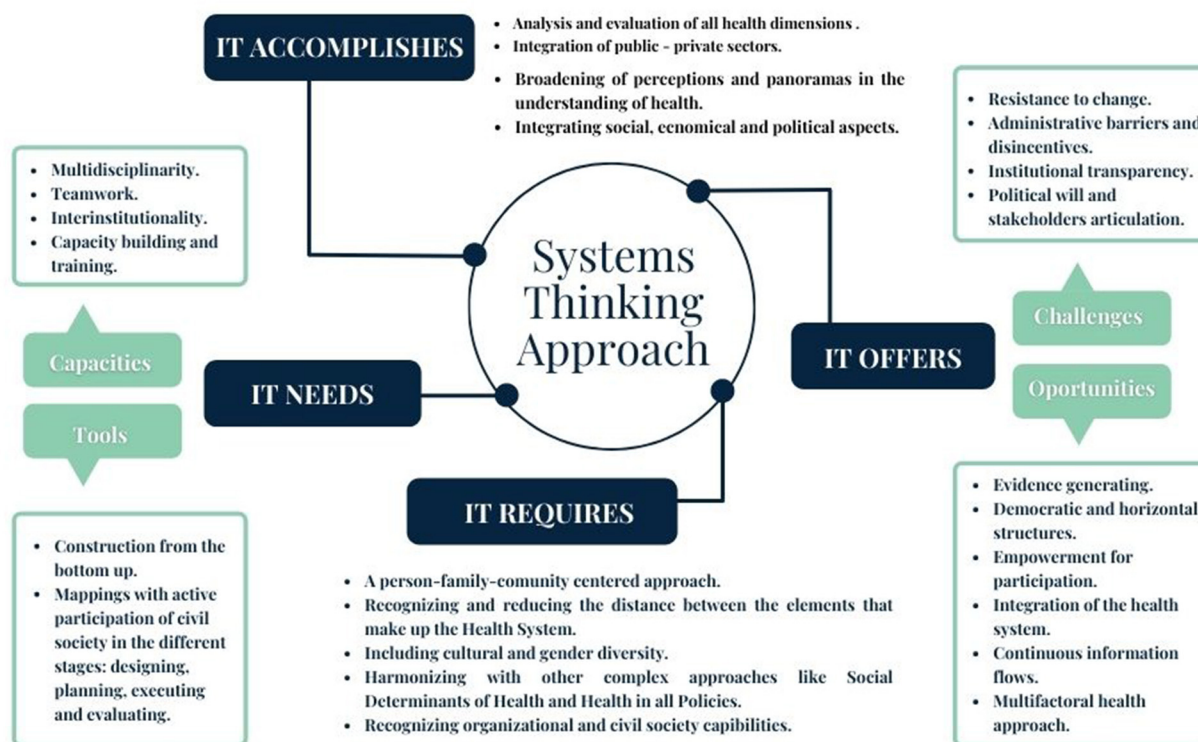 IT ACCOMPLISHES
• Analysis and evaluation of all health dimensions .
• Integration of public - private sectors.
• Broadening of perceptions and panoramas in the
understanding of health.
• Integrating social, ecnomical and political aspects.
• Multidisciplinarity.
• Teamwork.
• Interinstitutionality.
• Capacity building and
training.
Capacities
Tools
• Construction from the
bottom up.
• Mappings with active
participation of civil
society in the different
stages: designing,
planning, executing
and evaluating.
IT NEEDS
Systems
Thinking
Approach
IT REQUIRES
• A person-family-comunity centered approach.
• Recognizing and reducing the distance between the elements that
make up the Health System.
• Including cultural and gender diversity.
• Harmonizing with other complex approaches like Social
Determinants of Health and Health in all Policies.
• Recognizing organizational and civil society capibilities.
IT OFFERS
• Resistance to change.
• Administrative barriers and
disincentives.
• Institutional transparency.
• Political will and
stakeholders articulation.
Challenges
Oportunities
• Evidence generating.
• Democratic and horizontal
structures.
• Empowerment for
participation.
• Integration of the health
system.
• Continuous information
flows.
• Multifactoral health
approach.